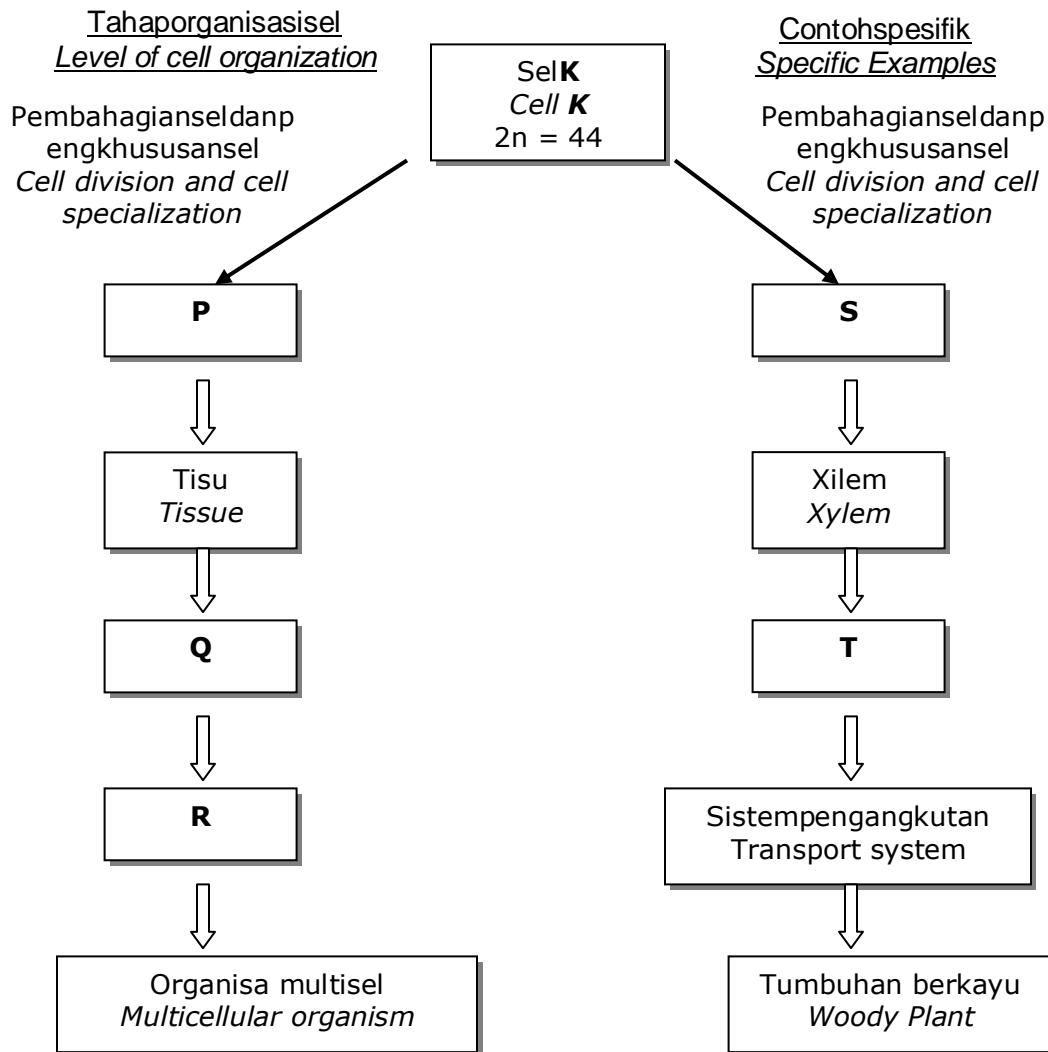 Tahaporganisasisel
Level of cell organization
Contohspesifik
Specific Examples
SelK
Cell K
2n = 44
Pembahagianseldanp
engkhususansel
Cell division and cell
specialization
Pembahagianseldanp
engkhususansel
Cell division and cell
specialization
P
S
Tisu
Tissue
Xilem
Xylem
Q
T
R
Sistempengangkutan
Transport system
Organisa multisel
Multicellular organism
Tumbuhan berkayu
Woody Plant